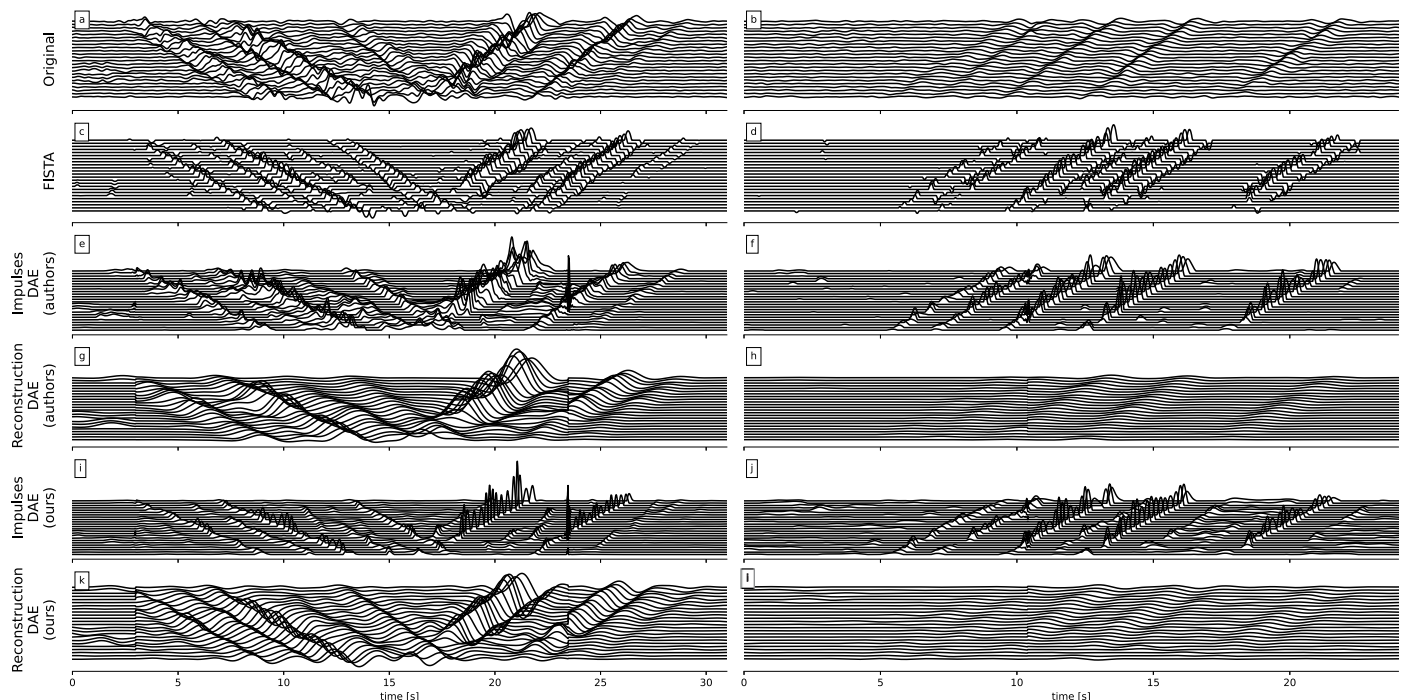 a
b
Original
c
d
FISTA
e
f
Impulses
DAE
(authors)
g
h
Reconstruction
DAE
(authors)
i
j
Impulses
DAE
(ours)
k
l
Reconstruction
DAE
(ours)
0 5 10 15 20 25 30
0 5 10 15 20
time [s]
time [s]